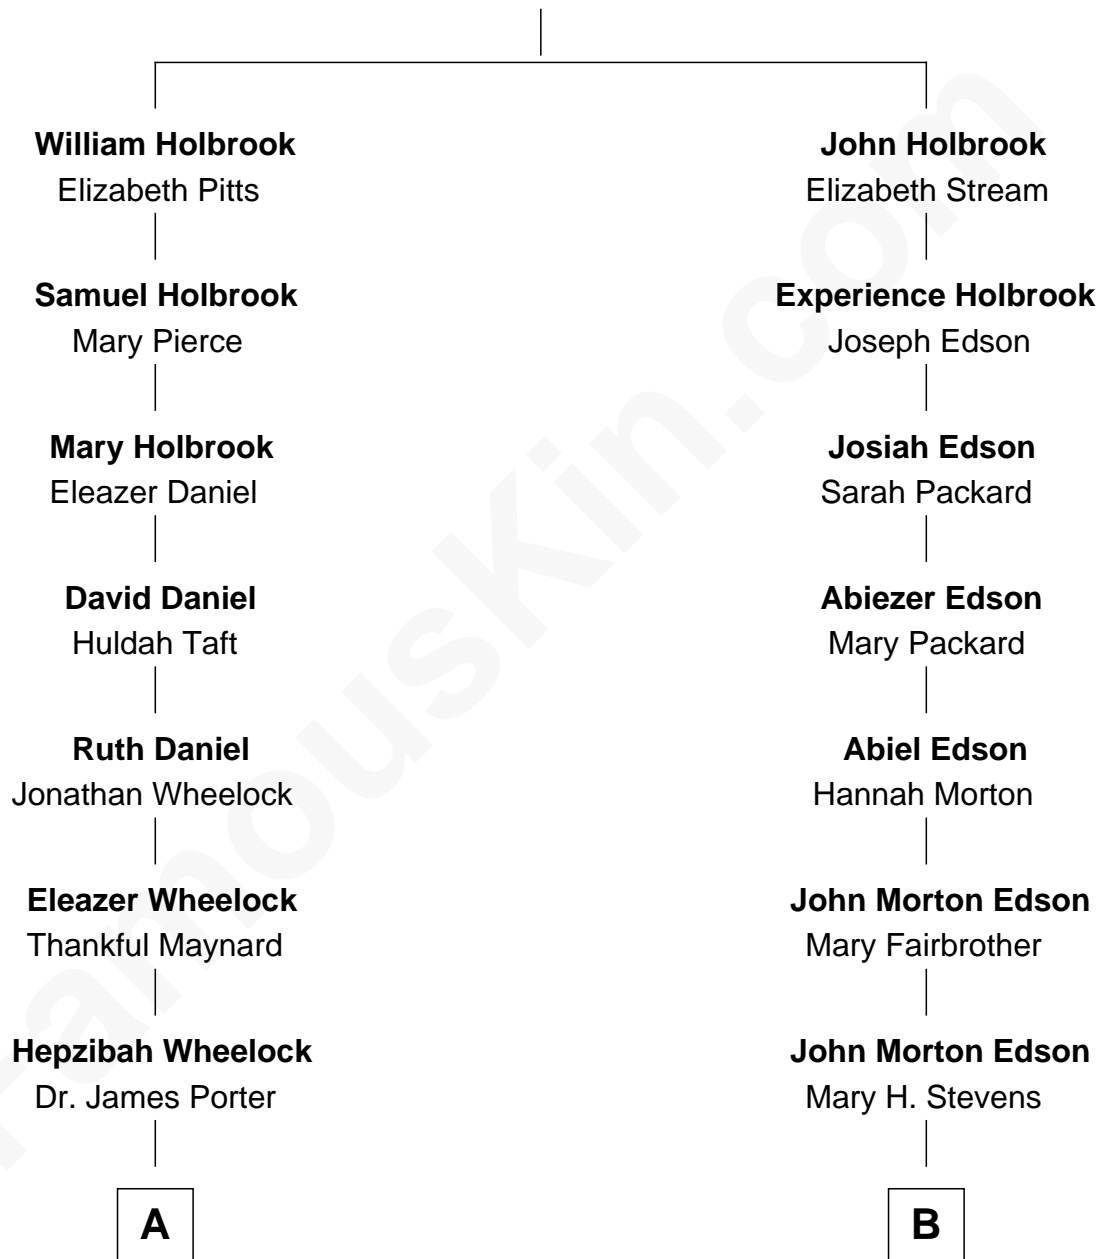 William Holbrook
Elizabeth Pitts
Samuel Holbrook
Mary Pierce
Mary Holbrook
Eleazer Daniel
David Daniel
Huldah Taft
Ruth Daniel
Jonathan Wheelock
Eleazer Wheelock
Thankful Maynard
Hepzibah Wheelock
Dr. James Porter
A
John Holbrook
Elizabeth Stream
Experience Holbrook
Joseph Edson
Josiah Edson
Sarah Packard
Abiezer Edson
Mary Packard
Abiel Edson
Hannah Morton
John Morton Edson
Mary Fairbrother
John Morton Edson
Mary H. Stevens
B
FamousKin.com